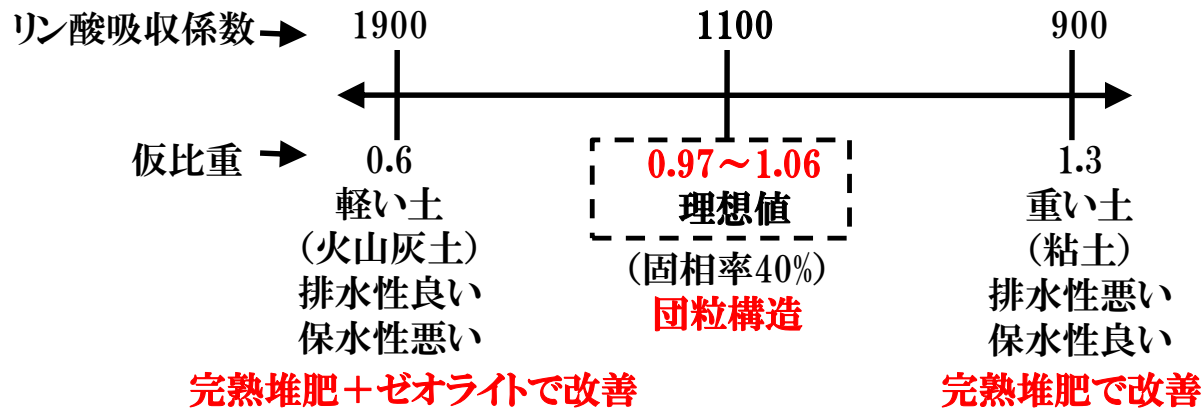 リン酸吸収係数 1900 1100 900
仮比重 0.6 0.97～1.06 1.3
軽い土 理想値 重い土
（火山灰土） （固相率40%） （粘土）
排水性良い 団粒構造 排水性悪い
保水性悪い 保水性良い
完熟堆肥＋ゼオライトで改善 完熟堆肥で改善